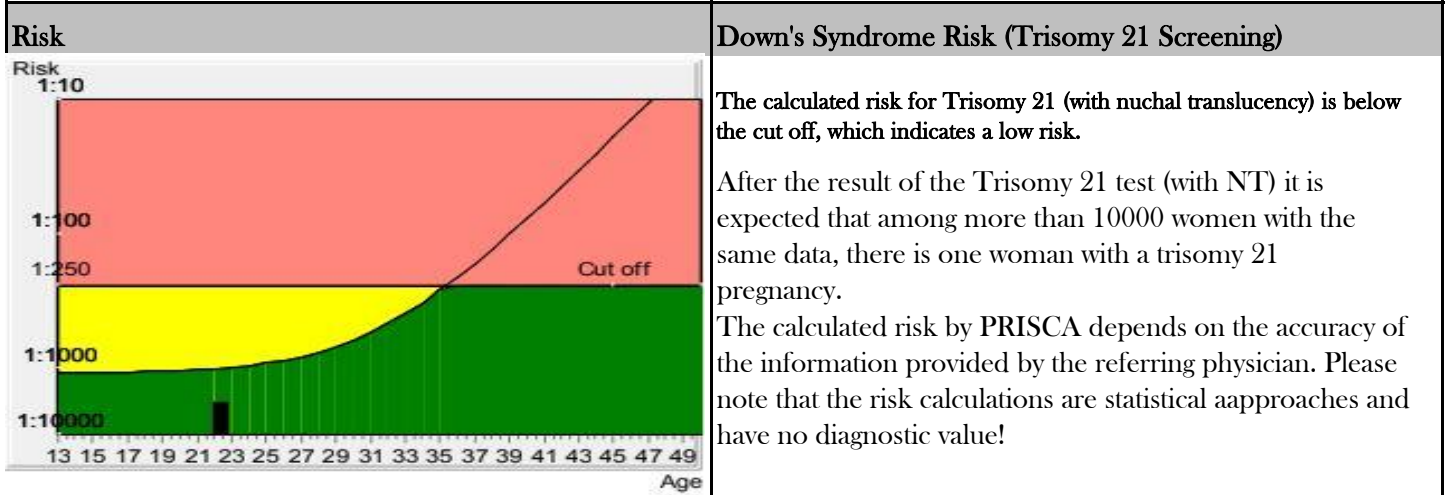 Risk
Risk
1:10
1:100
1:250
Cut off
1:1000
1:10000
13 15 17 19 21 23 25 27 29 31 33 35 37 39 41 43 45 47 49
Age
Down's Syndrome Risk (Trisomy 21 Screening)
The calculated risk for Trisomy 21 (with nuchal translucency) is below
the cut off, which indicates a low risk.
After the result of the Trisomy 21 test (with NT) it is
expected that among more than 10000 women with the
same data, there is one woman with a trisomy 21
pregnancy.
The calculated risk by PRISCA depends on the accuracy of
the information provided by the referring physician. Please
note that the risk calculations are statistical aapproaches and
have no diagnostic value!